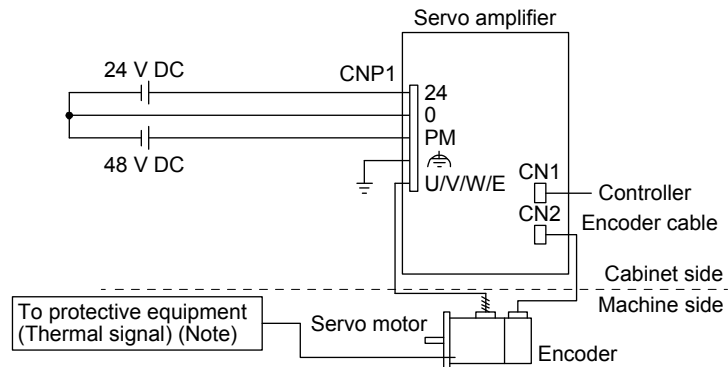 Servo amplifier
24 V DC
CNP1
24
0
PM
48 V DC
U/V/W/E
CN1
Controller
CN2
Encoder cable
Cabinet side
Machine side
To protective equipment
(Thermal signal) (Note)
Servo motor
Encoder